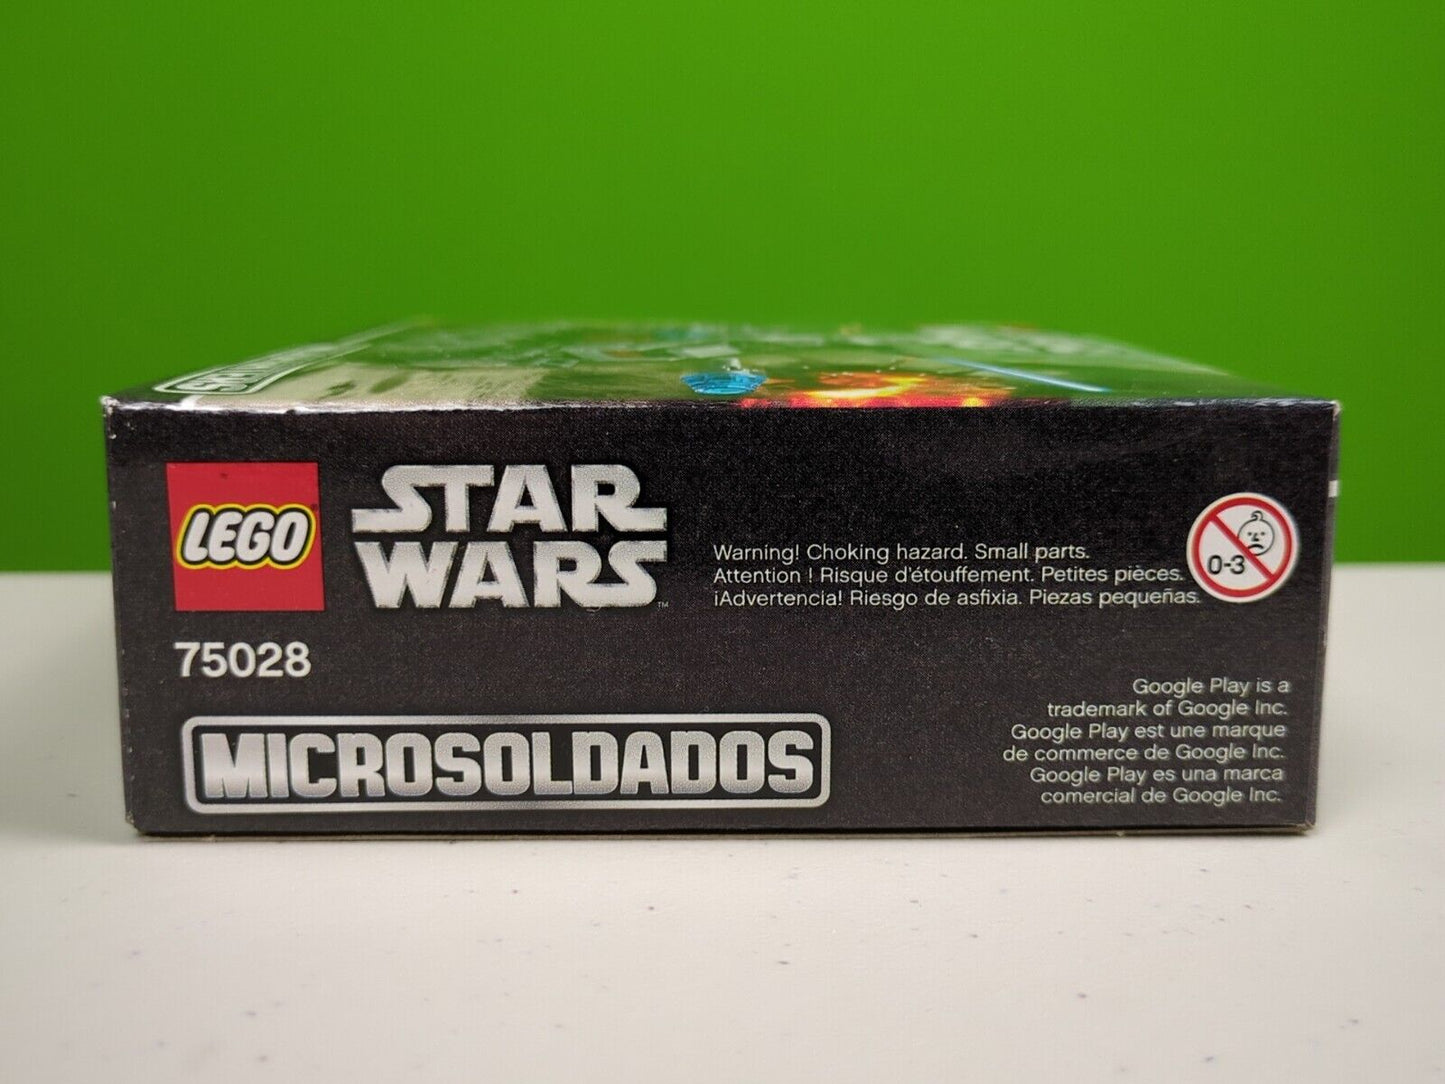 LEGO
STAR
WARS
™
75028
MICROSOLDADOS
Warning! Choking hazard. Small parts.
Attention ! Risque d'étouffement. Petites pièces.
¡Advertencia! Riesgo de asfixia. Piezas pequeñas.
0-3
Google Play is a
trademark of Google Inc.
Google Play est une marque
de commerce de Google Inc.
Google Play es una marca
comercial de Google Inc.